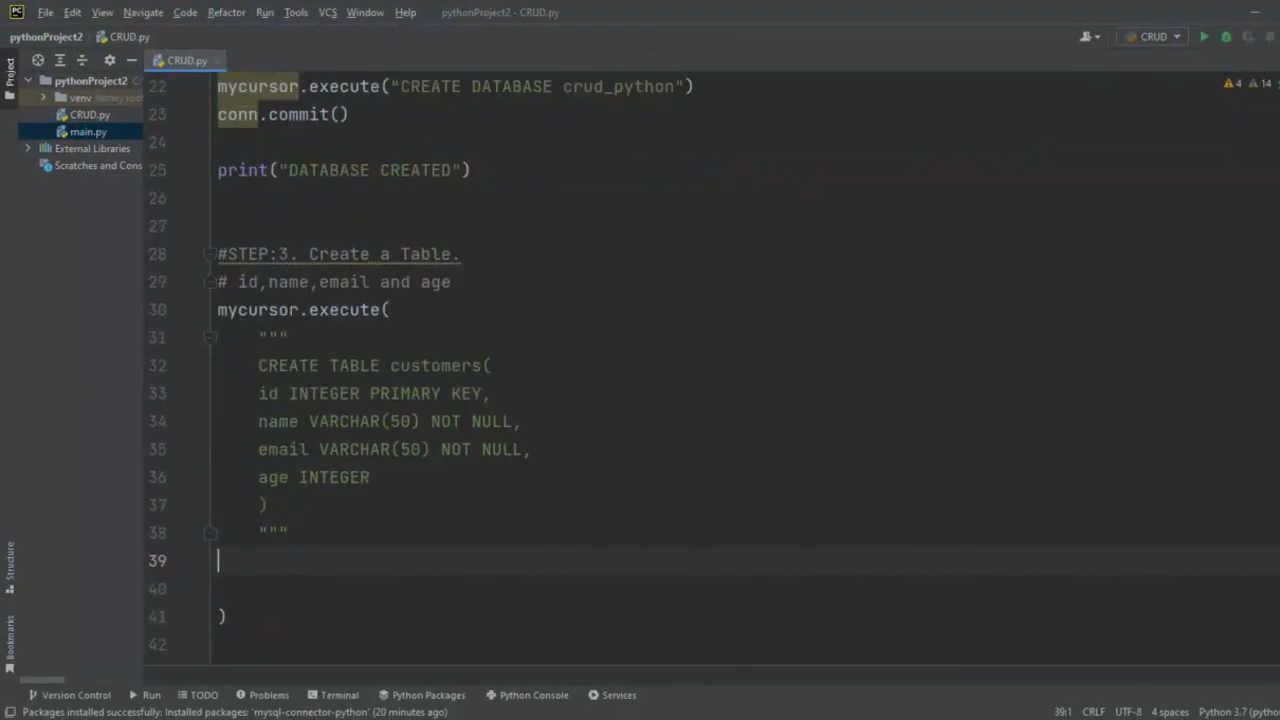 PC File Edit View Navigate Code Refactor Run Tools VCS Window Help pythonProject2 - CRUD.py
pythonProject2 CRUD.py CRUD
Project
CRUD.py
pythonProject2
venv library root
CRUD.py
main.py
External Libraries
Scratches and Cons
4 14
22 mycursor.execute("CREATE DATABASE crud_python")
23 conn.commit()
24
25 print("DATABASE CREATED")
26
27
28 #STEP:3. Create a Table.
29 # id,name,email and age
30 mycursor.execute(
31 """
32 CREATE TABLE customers(
33 id INTEGER PRIMARY KEY,
34 name VARCHAR(50) NOT NULL,
35 email VARCHAR(50) NOT NULL,
36 age INTEGER
37 )
38 """
39
40
41 )
42
Structure
Bookmarks
Version Control Run TODO Problems Terminal Python Packages Python Console Services
Packages installed successfully: Installed packages: 'mysql-connector-python' (20 minutes ago) 39:1 CRLF UTF-8 4 spaces Python 3.7 (pytho